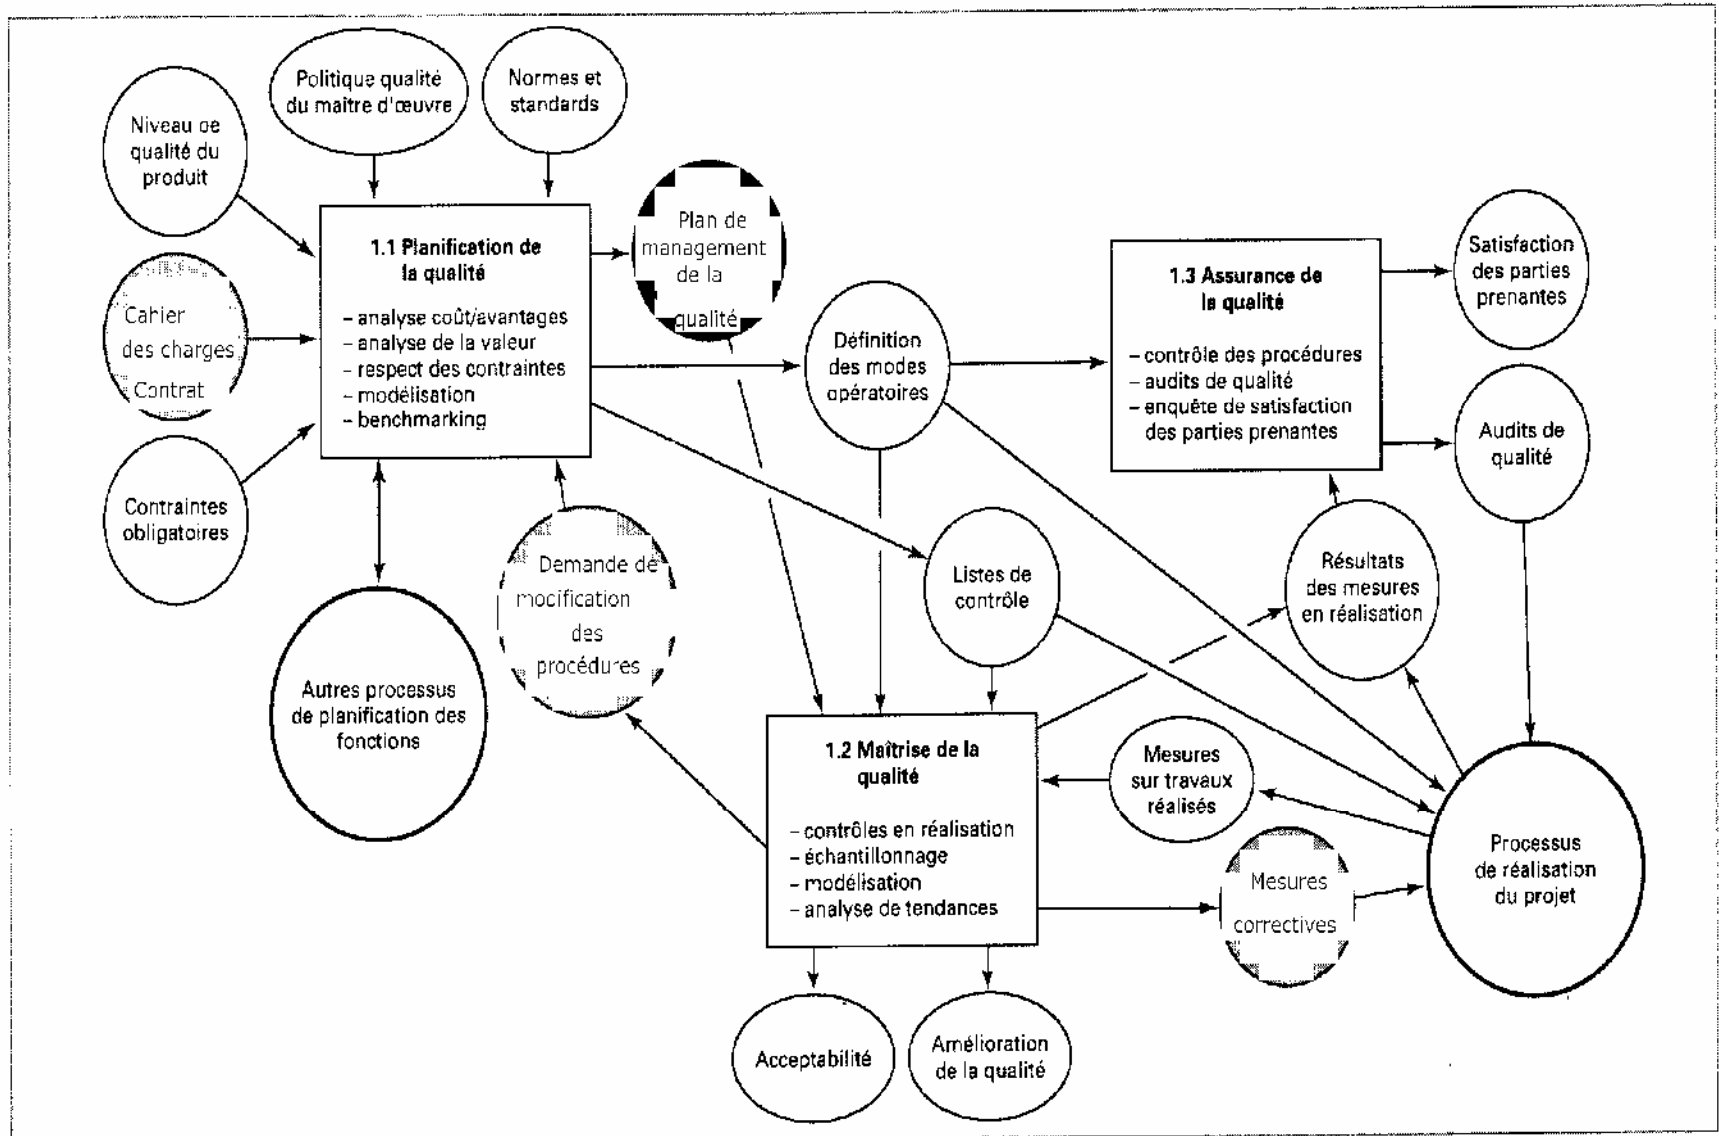 Politique qualité
du maître d'œuvre
Normes et
standards
Niveau de
qualité du
produit
Cahier
des charges
Contrat
Contraintes
obligatoires
1.1 Planification de
la qualité
– analyse coût/avantages
– analyse de la valeur
– respect des contraintes
– modélisation
– benchmarking
Plan de
management
de la
qualité
Définition
des modes
opératoires
1.3 Assurance de
la qualité
– contrôle des procédures
– audits de qualité
– enquête de satisfaction
des parties prenantes
Satisfaction
des parties
prenantes
Audits de
qualité
Autres processus
de planification des
fonctions
Demande de
mocification
des
procédures
Listes de
contrôle
Résultats
des mesures
en réalisation
1.2 Maîtrise de la
qualité
– contrôles en réalisation
– échantillonnage
– modélisation
– analyse de tendances
Mesures
sur travaux
réalisés
Mesures
correctives
Processus
de réalisation
du projet
Acceptabilité
Amélioration
de la qualité